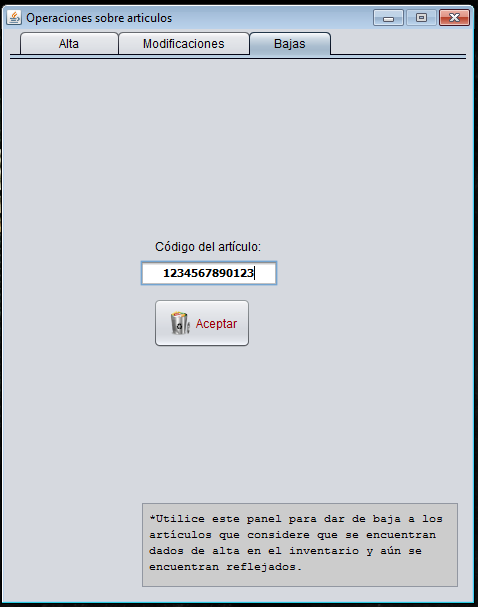 Operaciones sobre articulos
Alta Modificaciones Bajas
Código del artículo:
1234567890123
Aceptar
*Utilice este panel para dar de baja a los
artículos que considere que se encuentran
dados de alta en el inventario y aún se
encuentran reflejados.